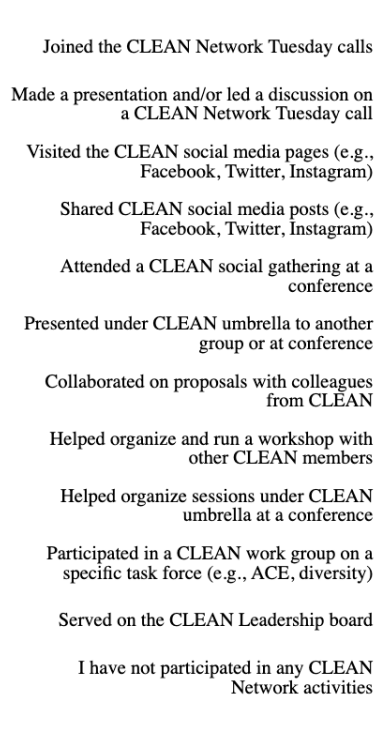 Joined the CLEAN Network Tuesday calls
Made a presentation and/or led a discussion on
a CLEAN Network Tuesday call
Visited the CLEAN social media pages (e.g.,
Facebook, Twitter, Instagram)
Shared CLEAN social media posts (e.g.,
Facebook, Twitter, Instagram)
Attended a CLEAN social gathering at a
conference
Presented under CLEAN umbrella to another
group or at conference
Collaborated on proposals with colleagues
from CLEAN
Helped organize and run a workshop with
other CLEAN members
Helped organize sessions under CLEAN
umbrella at a conference
Participated in a CLEAN work group on a
specific task force (e.g., ACE, diversity)
Served on the CLEAN Leadership board
I have not participated in any CLEAN
Network activities